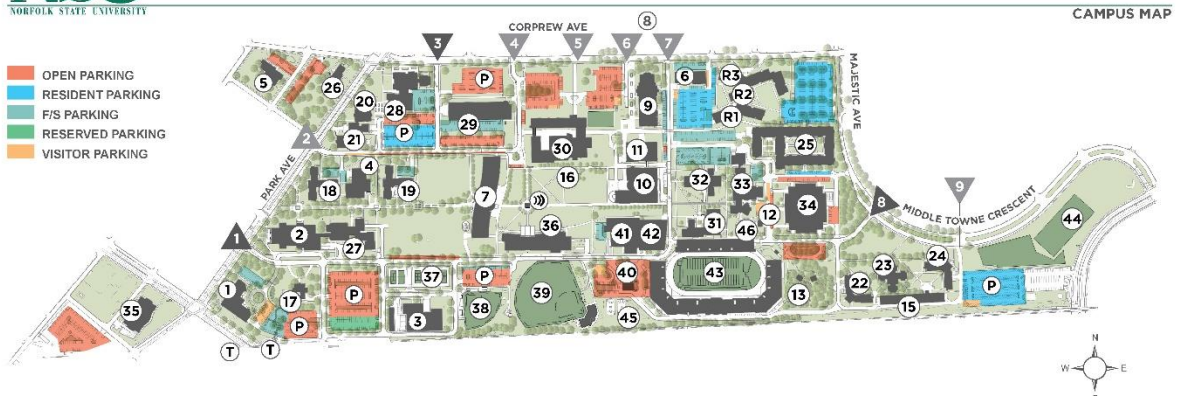 NORFOLK STATE UNIVERSITY
CAMPUS MAP
CORPREW AVE
8
3
4
5
6
7
OPEN PARKING
RESIDENT PARKING
F/S PARKING
RESERVED PARKING
VISITOR PARKING
MAJESTIC AVE
PARK AVE
MIDDLE TOWNE CRESCENT
5
26
P
6
R3
R2
R1
9
20
28
29
2
21
P
30
11
25
4
16
10
32
33
18
19
7
34
12
8
9
44
1
2
27
36
41
42
31
46
23
24
37
P
40
43
22
P
1
17
P
38
39
13
15
35
P
3
45
T
T
N
W
E